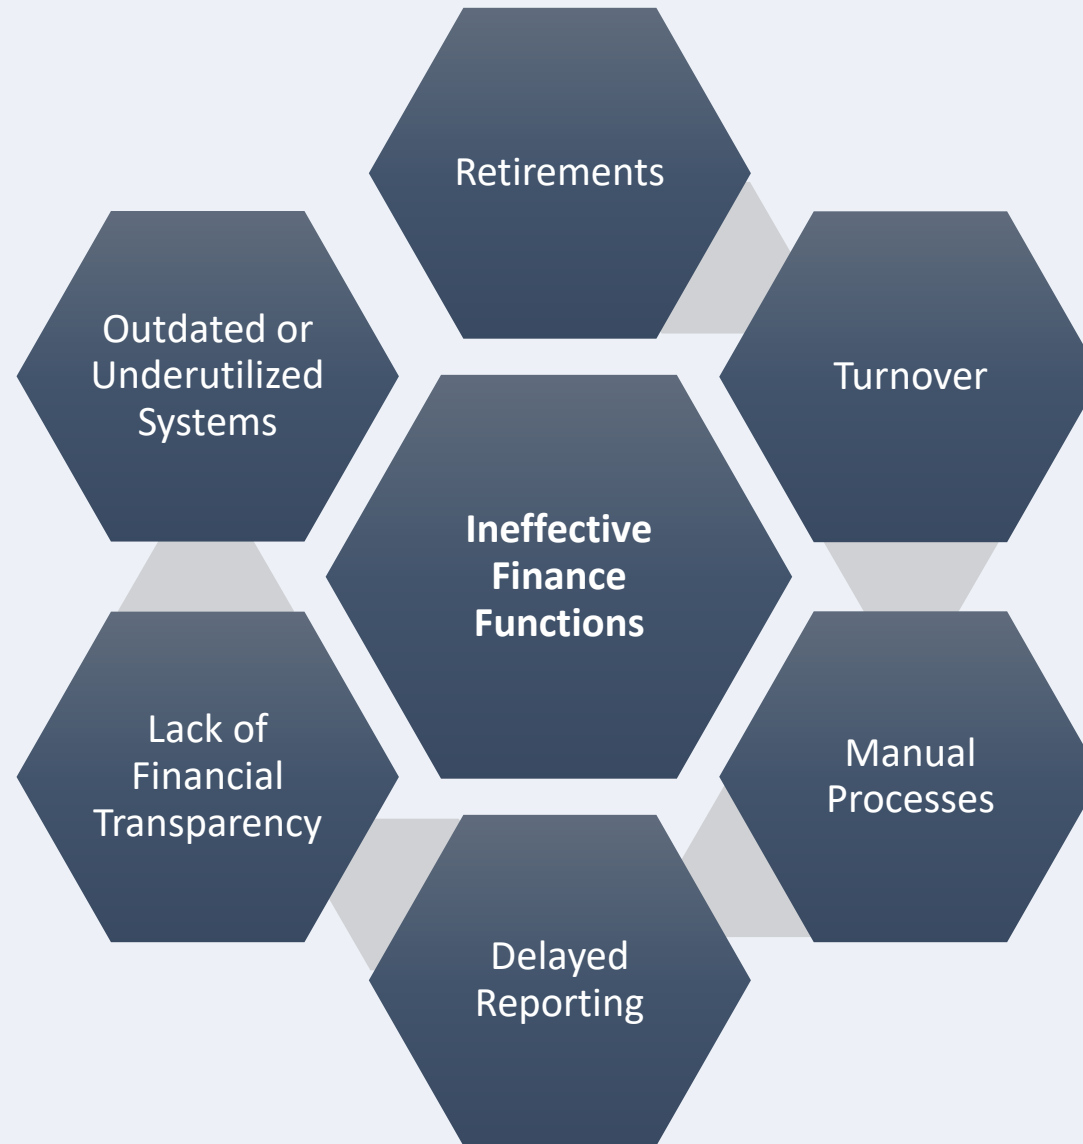 Retirements
Turnover
Manual
Processes
Delayed
Reporting
Lack of
Financial
Transparency
Outdated or
Underutilized
Systems
Ineffective
Finance
Functions